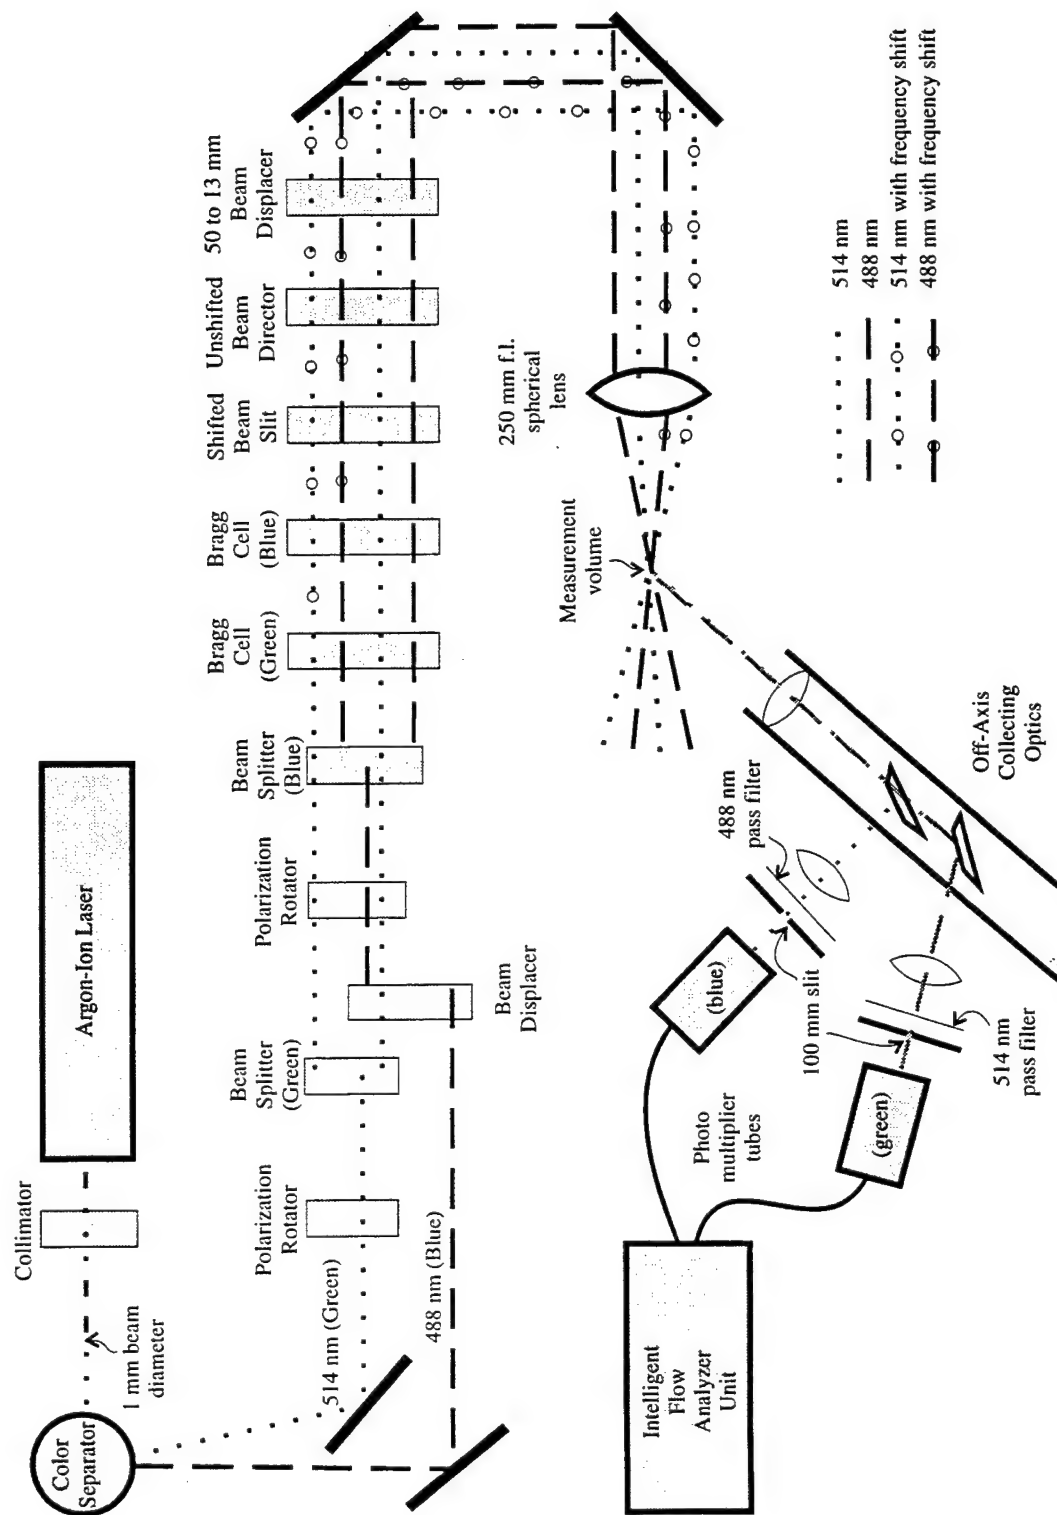 Argon-Ion Laser
Collimator
1 mm beam
diameter
Color
Separator
514 nm (Green)
488 nm (Blue)
Polarization
Rotator
Beam
Splitter
(Green)
Beam
Displacer
Polarization
Rotator
Beam
Splitter
(Blue)
Bragg
Cell
(Green)
Bragg
Cell
(Blue)
Shifted
Beam
Slit
Unshifted
Beam
Director
50 to 13 mm
Beam
Displacer
250 mm f.l.
spherical
lens
Measurement
volume
Off-Axis
Collecting
Optics
488 nm
pass filter
100 mm slit
514 nm
pass filter
(blue)
(green)
Photo
multiplier
tubes
Intelligent
Flow
Analyzer
Unit
514 nm
488 nm
514 nm with frequency shift
488 nm with frequency shift